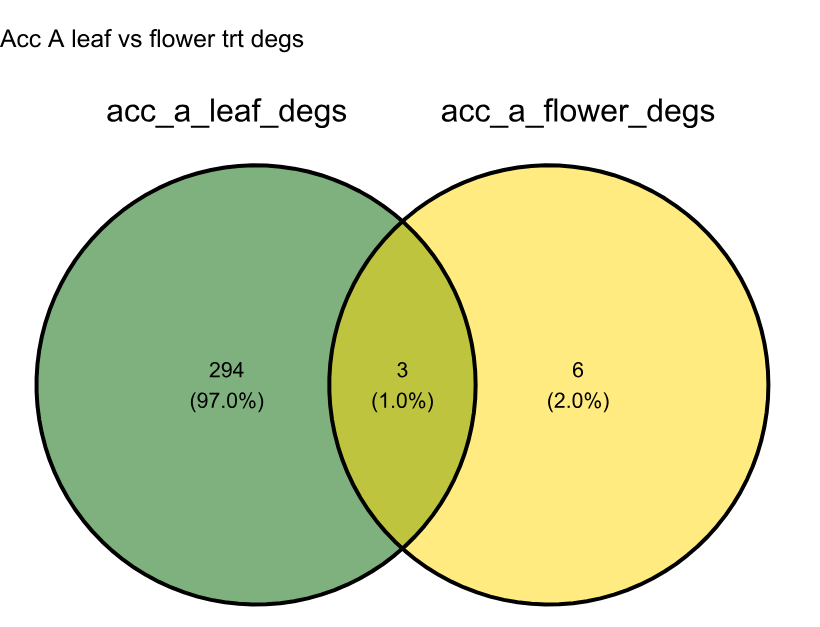 Acc A leaf vs flower trt degs
acc_a_leaf_degs
acc_a_flower_degs
294
(97.0%)
3
(1.0%)
6
(2.0%)